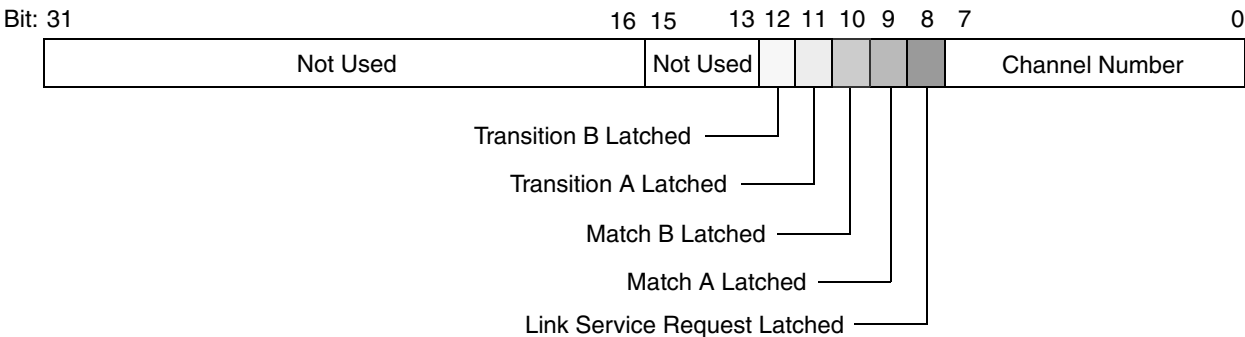 Bit: 31 16 15 13 12 11 10 9 8 7 0
Not Used Not Used Channel Number
Transition B Latched
Transition A Latched
Match B Latched
Match A Latched
Link Service Request Latched